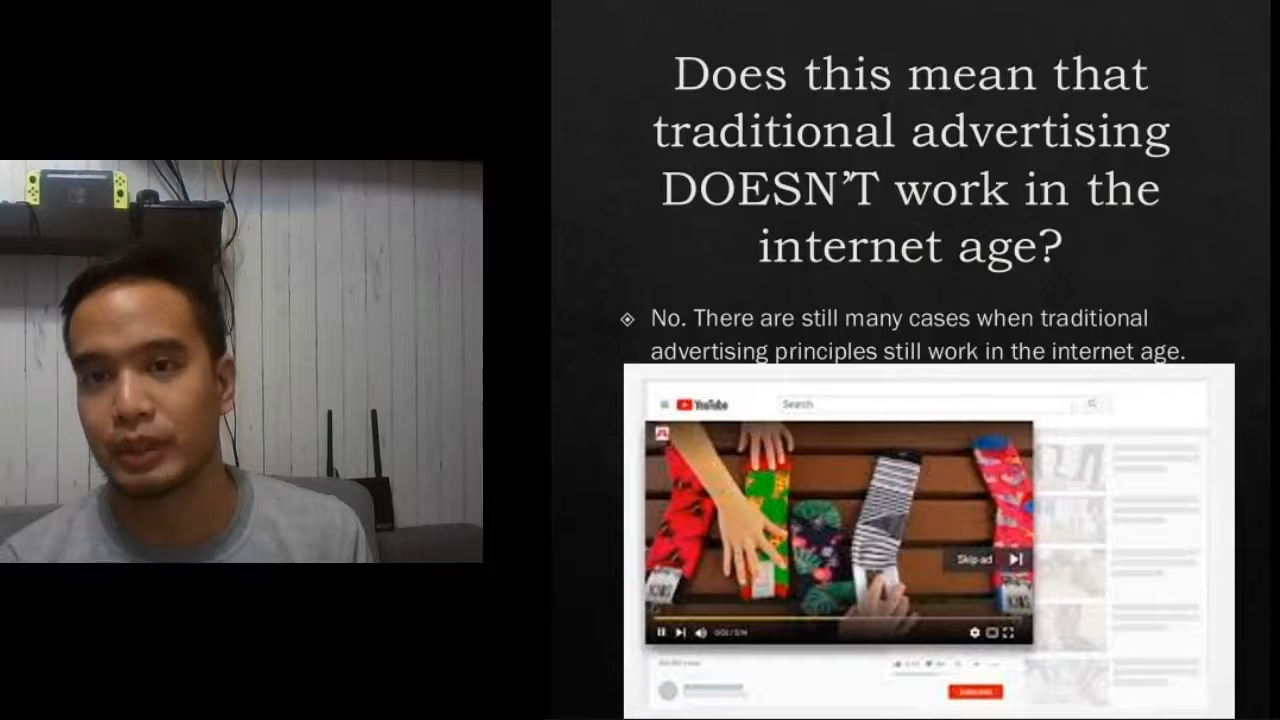 Does this mean that
traditional advertising
DOESN’T work in the
internet age?
No. There are still many cases when traditional
advertising principles still work in the internet age.
YouTube
Search
Skip ad